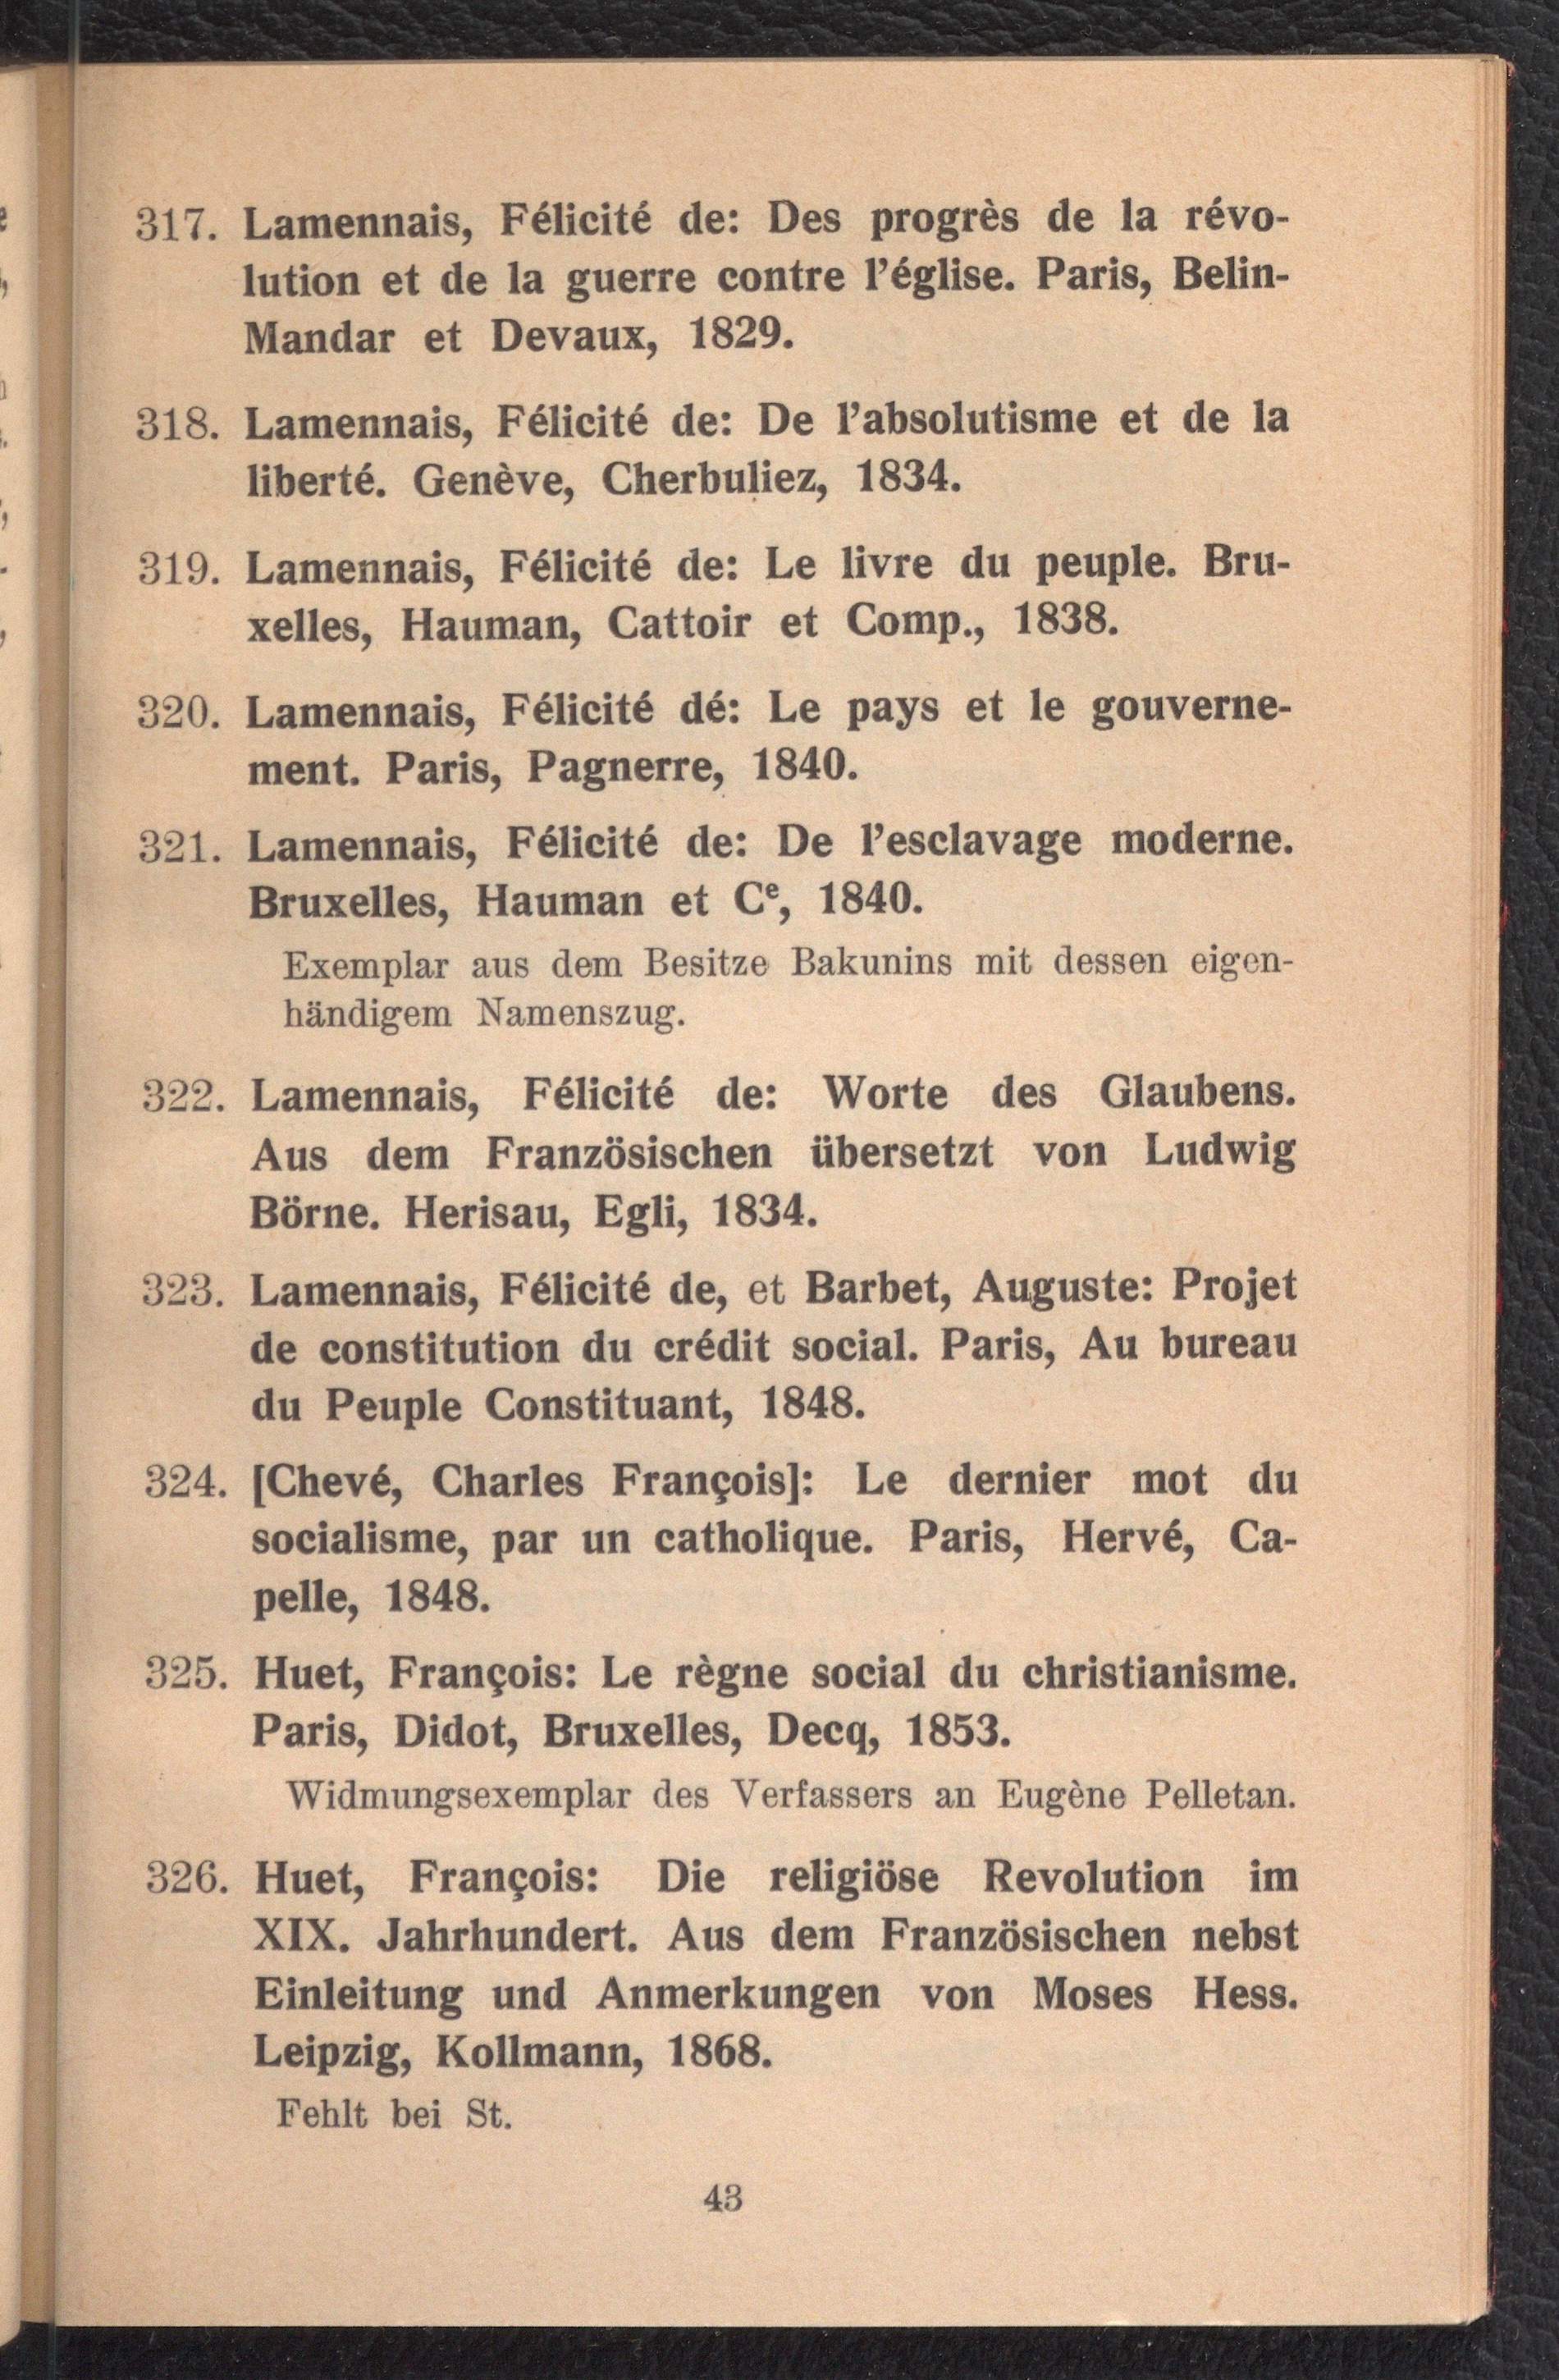 317. Lamennais, Félicité de: Des progrès de la révo-
lution et de la guerre contre l'église. Paris, Belin-
Mandar et Devaux, 1829.
318. Lamennais, Félicité de: De l'absolutisme et de la
liberté. Genève, Cherbuliez, 1834.
319. Lamennais, Félicité de: Le livre du peuple. Bru-
xelles, Hauman, Cattoir et Comp., 1838.
320. Lamennais, Félicité dé: Le pays et le gouverne-
ment. Paris, Pagnerre, 1840.
321. Lamennais, Félicité de: De l'esclavage moderne.
Bruxelles, Hauman et Cᵉ, 1840.
Exemplar aus dem Besitze Bakunins mit dessen eigen-
händigem Namenszug.
322. Lamennais, Félicité de: Worte des Glaubens.
Aus dem Französischen übersetzt von Ludwig
Börne. Herisau, Egli, 1834.
323. Lamennais, Félicité de, et Barbet, Auguste: Projet
de constitution du crédit social. Paris, Au bureau
du Peuple Constituant, 1848.
324. [Chevé, Charles François]: Le dernier mot du
socialisme, par un catholique. Paris, Hervé, Ca-
pelle, 1848.
325. Huet, François: Le règne social du christianisme.
Paris, Didot, Bruxelles, Decq, 1853.
Widmungsexemplar des Verfassers an Eugène Pelletan.
326. Huet, François: Die religiöse Revolution im
XIX. Jahrhundert. Aus dem Französischen nebst
Einleitung und Anmerkungen von Moses Hess.
Leipzig, Kollmann, 1868.
Fehlt bei St.
43